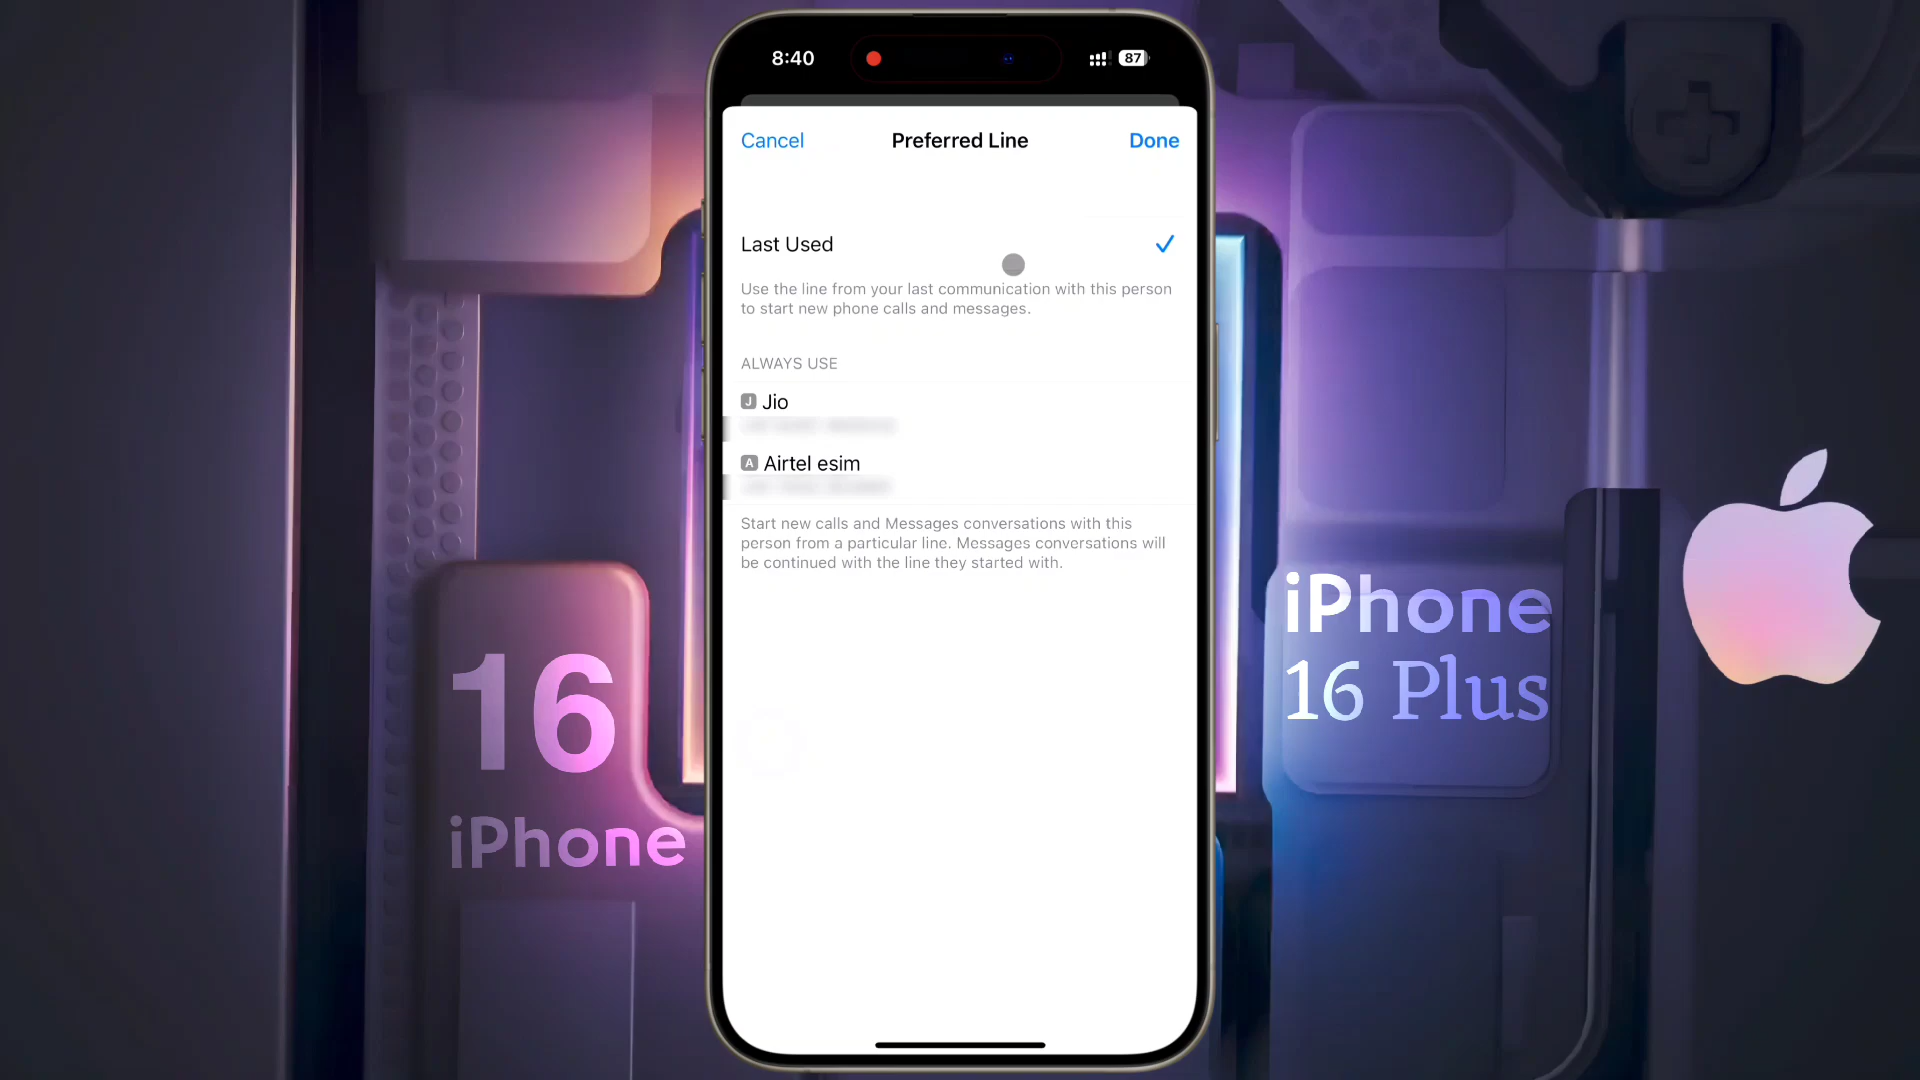 8:40
87
Cancel
Preferred Line
Done
Last Used
Use the line from your last communication with this person
to start new phone calls and messages.
ALWAYS USE
J Jio
A Airtel esim
Start new calls and Messages conversations with this
person from a particular line. Messages conversations will
be continued with the line they started with.
16
iPhone
iPhone
16 Plus